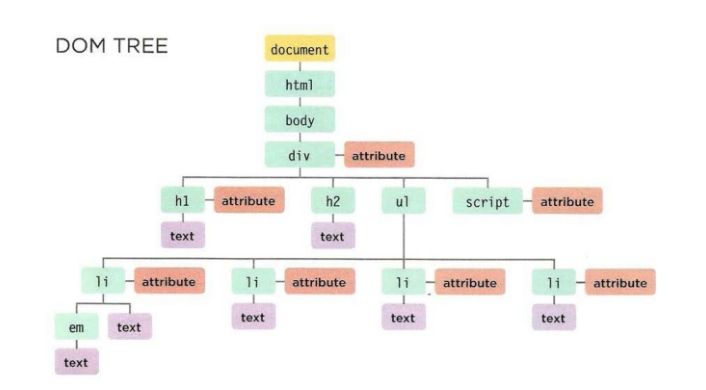 DOM TREE
document
html
body
div attribute
h1 attribute h2 ul script attribute
text text
li attribute li attribute li attribute li attribute
em text text text text
text